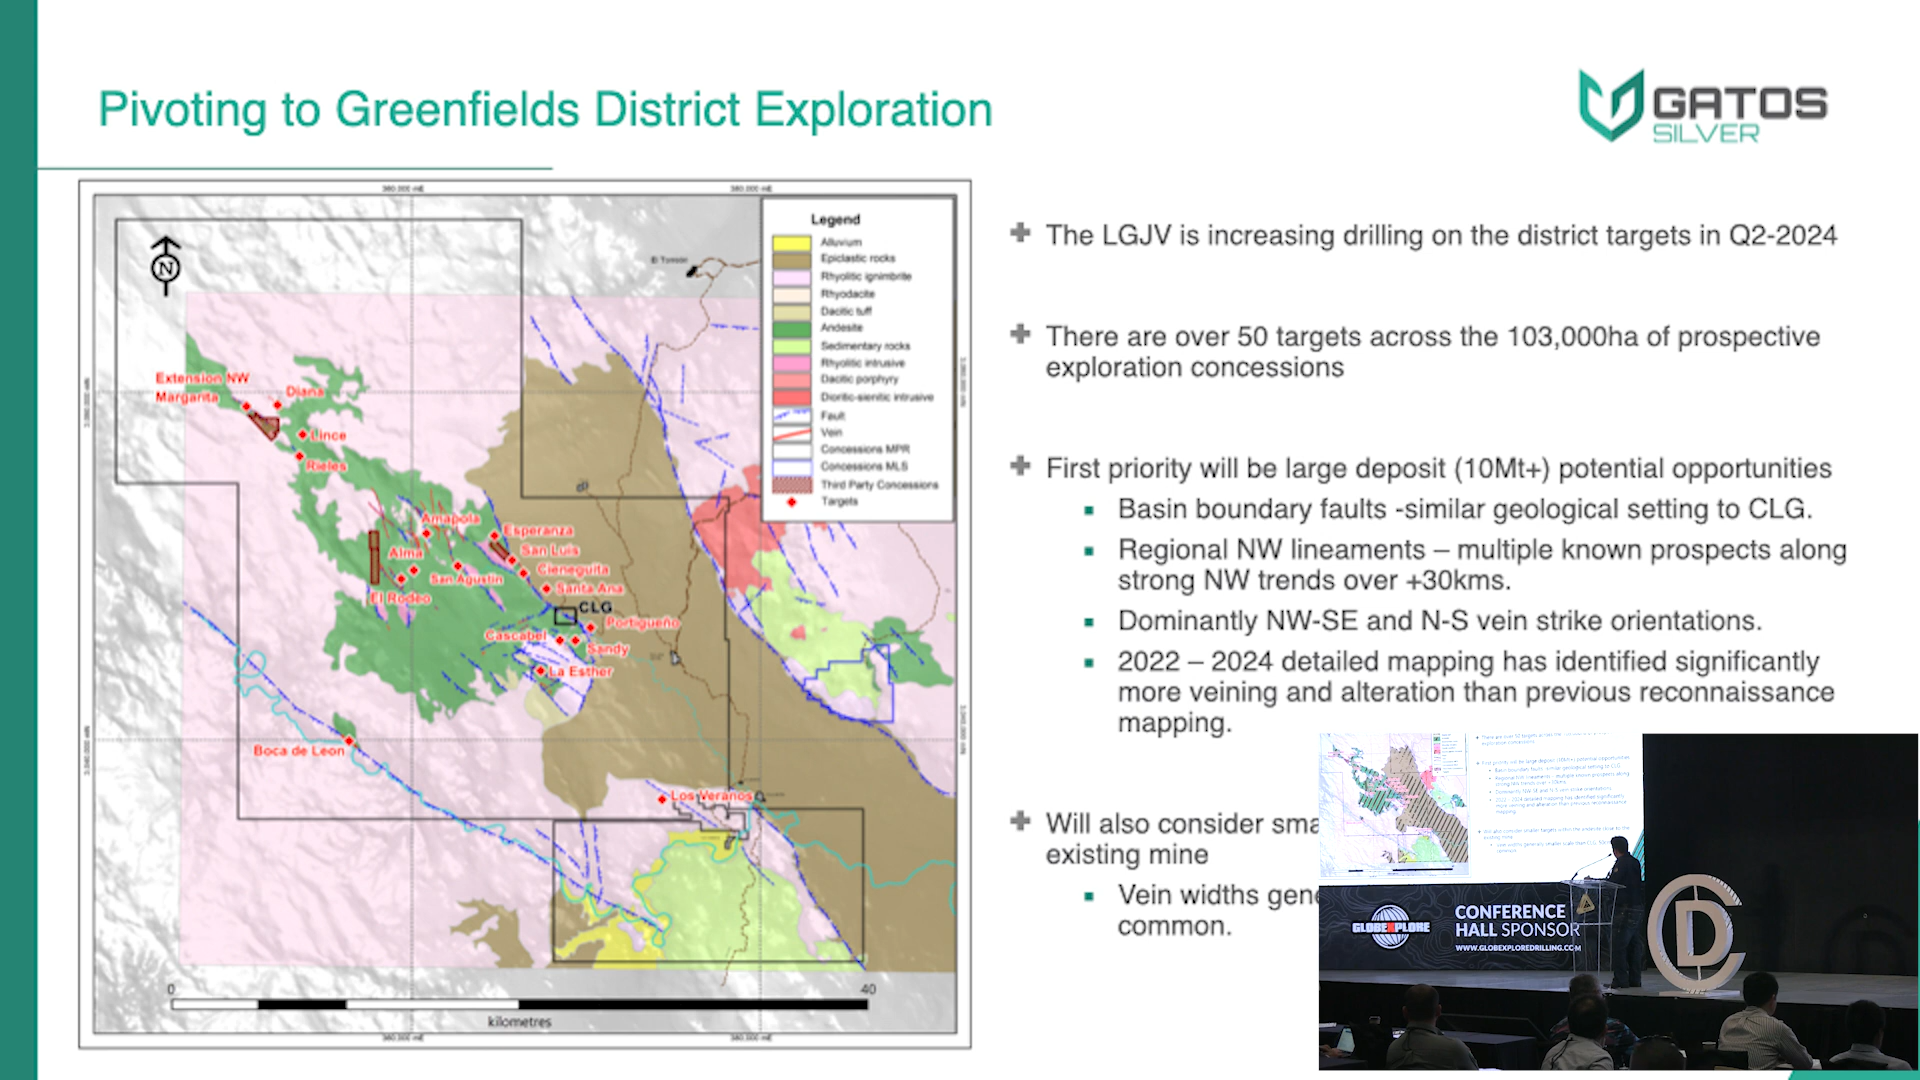 Pivoting to Greenfields District Exploration
GATOS
SILVER
Legend
Alluvium
Epiclastic rocks
Rhyolitic ignimbrite
Rhyodacite
Dacitic tuff
Andesite
Sedimentary rocks
Rhyolitic intrusive
Dacitic porphyry
Dioritic-sienitic intrusive
Fault
Vein
Concessions MPR
Concessions MLS
Third Party Concessions
Targets
N
Extension NW
Margarita
Diana
Lince
Rieles
Amapola
Esperanza
San Luis
Alma
Cieneguita
San Agustin
Santa Ana
El Rodeo
CLG
Portigueño
Cascabel
Sandy
La Esther
Boca de Leon
Los Veranos
0
40
kilometres
The LGJV is increasing drilling on the district targets in Q2-2024
There are over 50 targets across the 103,000ha of prospective
exploration concessions
First priority will be large deposit (10Mt+) potential opportunities
Basin boundary faults -similar geological setting to CLG.
Regional NW lineaments – multiple known prospects along
strong NW trends over +30kms.
Dominantly NW-SE and N-S vein strike orientations.
2022 – 2024 detailed mapping has identified significantly
more veining and alteration than previous reconnaissance
mapping.
Will also consider sma
existing mine
Vein widths gene
common.
GLOBEXPLORE
CONFERENCE
HALL SPONSOR
WWW.GLOBEXPLOREDRILLING.COM